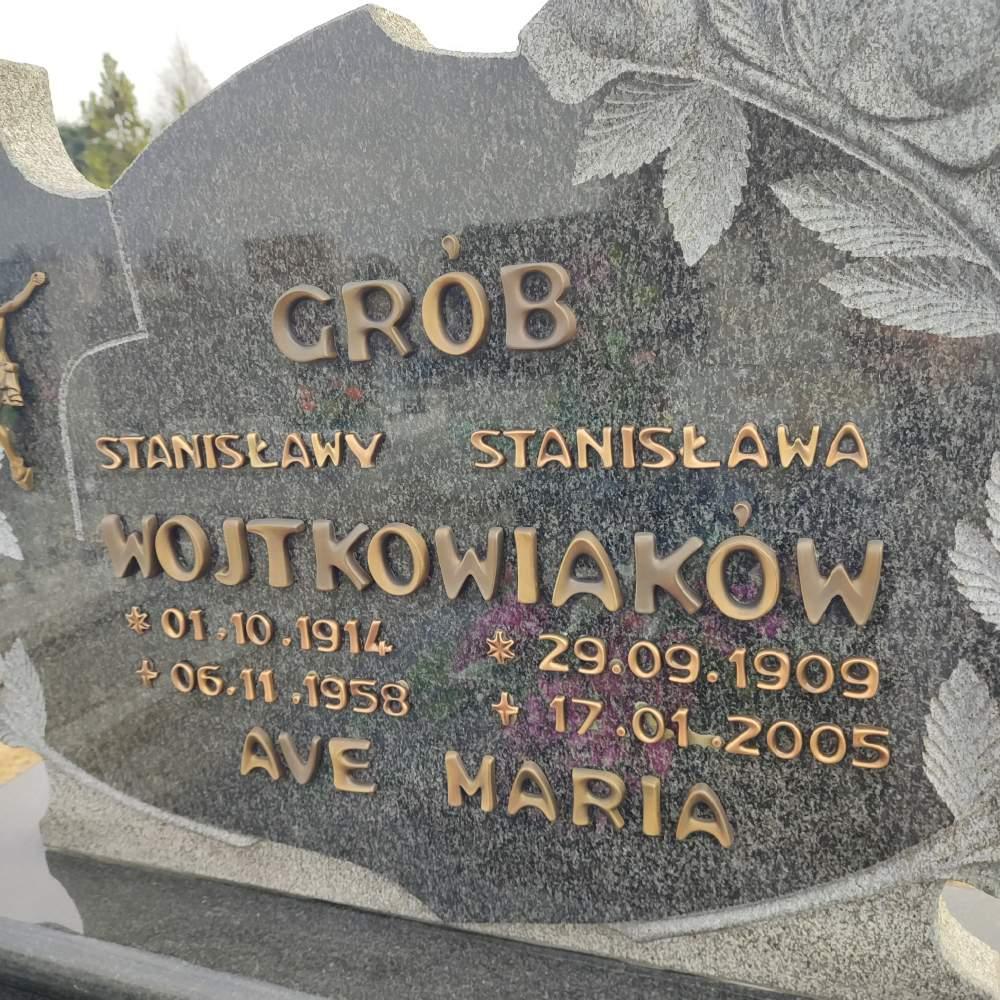 GRÓB
STANISŁAWY STANISŁAWA
WOJTKOWIAKÓW
* 01.10.1914 * 29.09.1909
+ 06.11.1958 + 17.01.2005
AVE MARIA